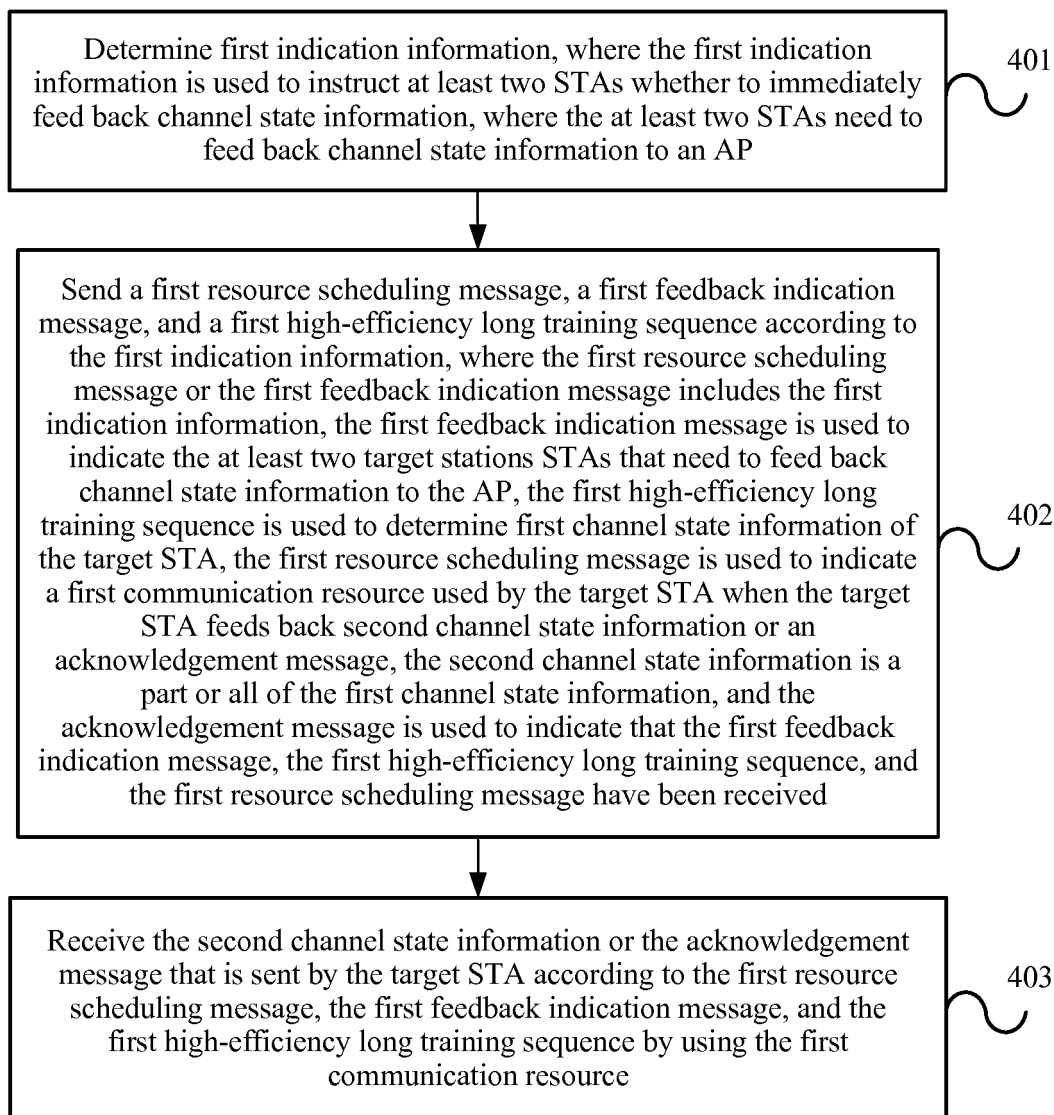 Determine first indication information, where the first indication
information is used to instruct at least two STAs whether to immediately
feed back channel state information, where the at least two STAs need to
feed back channel state information to an AP
401
Send a first resource scheduling message, a first feedback indication
message, and a first high-efficiency long training sequence according to
the first indication information, where the first resource scheduling
message or the first feedback indication message includes the first
indication information, the first feedback indication message is used to
indicate the at least two target stations STAs that need to feed back
channel state information to the AP, the first high-efficiency long
training sequence is used to determine first channel state information of
the target STA, the first resource scheduling message is used to indicate
a first communication resource used by the target STA when the target
STA feeds back second channel state information or an
acknowledgement message, the second channel state information is a
part or all of the first channel state information, and the
acknowledgement message is used to indicate that the first feedback
indication message, the first high-efficiency long training sequence, and
the first resource scheduling message have been received
402
Receive the second channel state information or the acknowledgement
message that is sent by the target STA according to the first resource
scheduling message, the first feedback indication message, and the
first high-efficiency long training sequence by using the first
communication resource
403